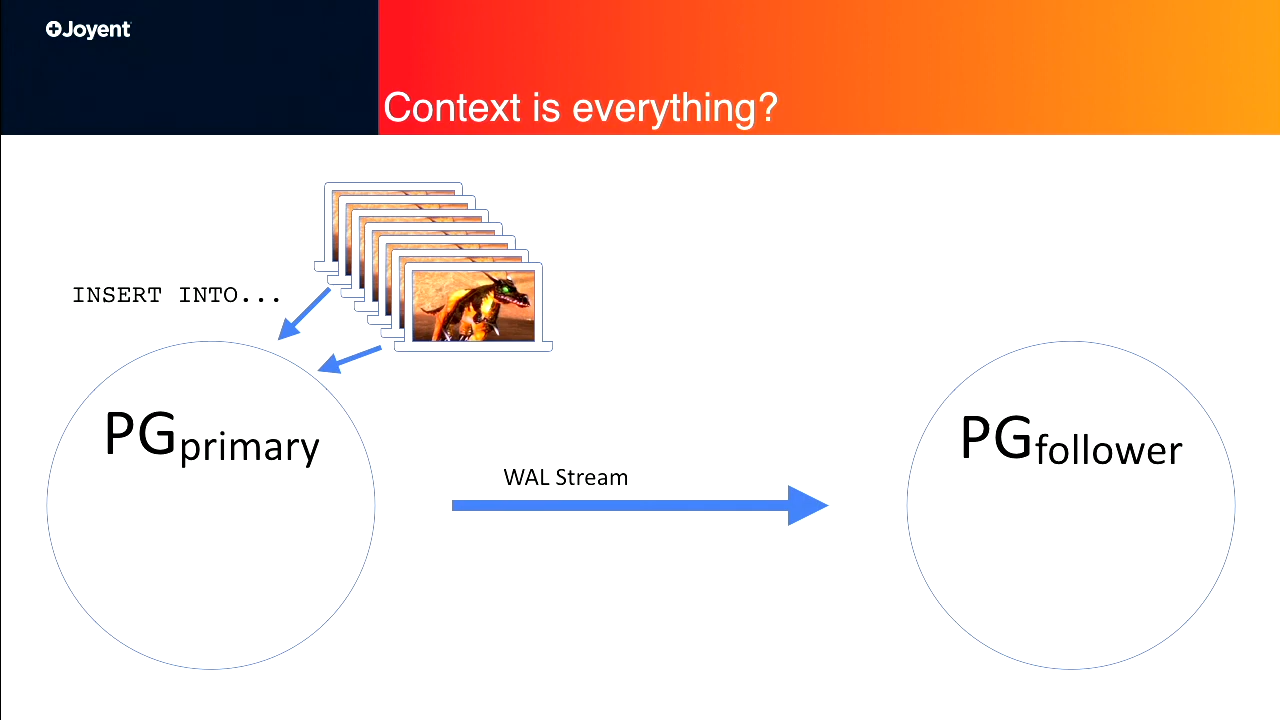 Joyent
Context is everything?
INSERT INTO...
PGprimary
WAL Stream
PGfollower